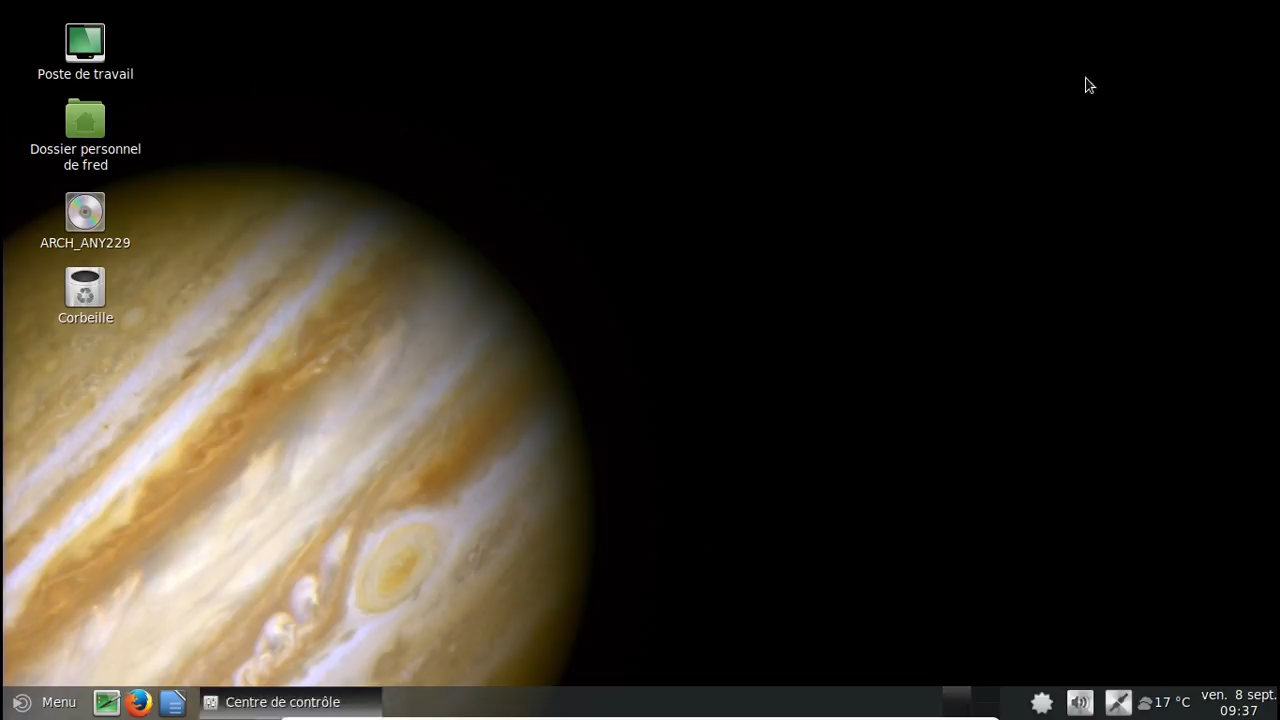 Poste de travail
Dossier personnel
de fred
ARCH_ANY229
Corbeille
Menu
Centre de contrôle
17 °C
ven. 8 sept.
09:37